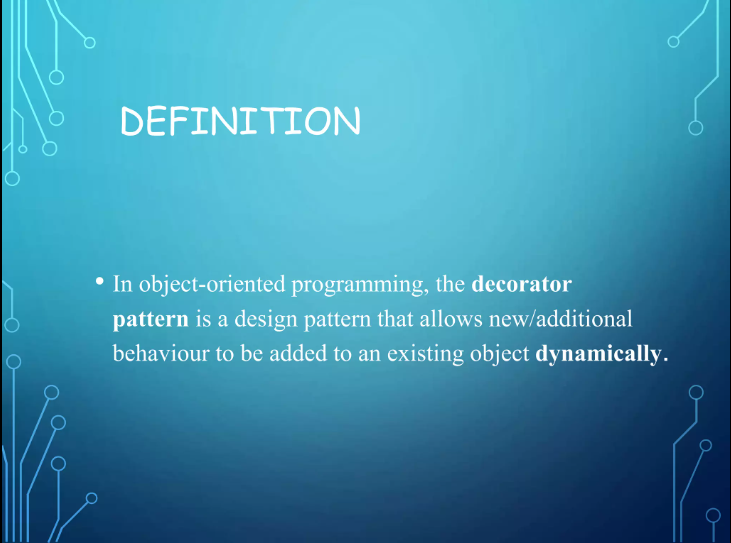 DEFINITION
• In object-oriented programming, the decorator
pattern is a design pattern that allows new/additional
behaviour to be added to an existing object dynamically.